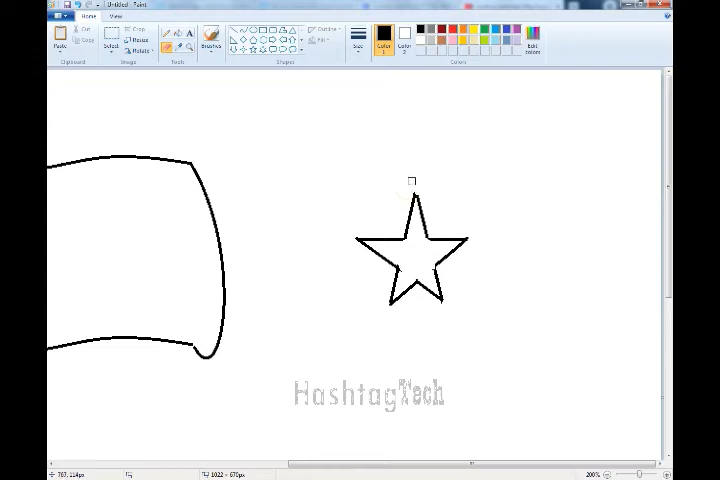 Untitled - Paint
Home
View
Paste
Cut
Copy
Clipboard
Select
Crop
Resize
Rotate
Image
Tools
Brushes
Shapes
Outline
Fill
Size
Color
1
Color
2
Edit
colors
Colors
HashtagTech
767, 114px
1022 × 670px
200%